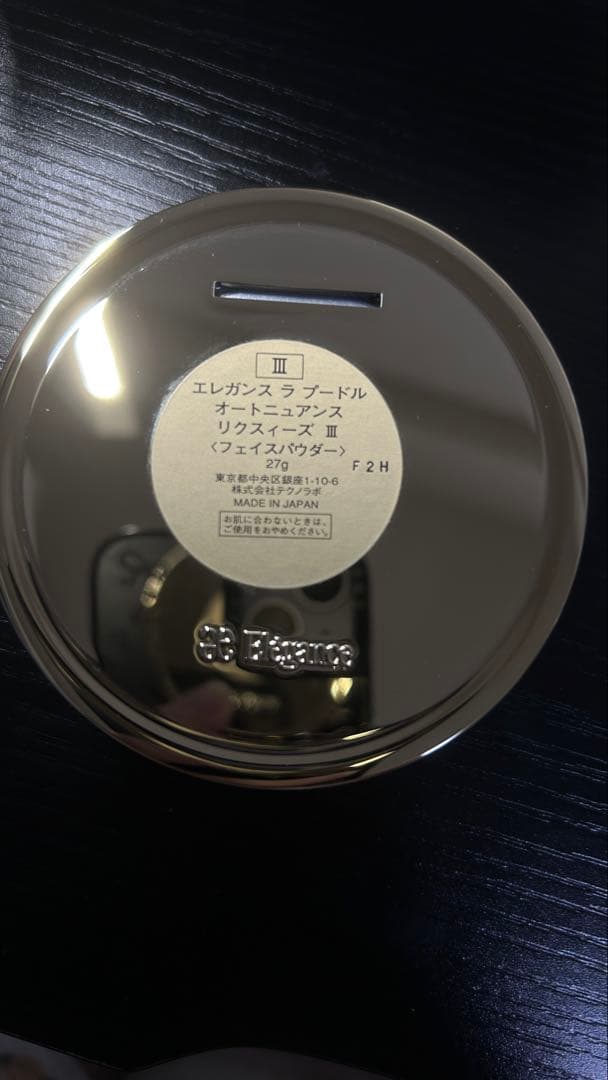 Ⅲ
エレガンス ラ プードル
オートニュアンス
リクスィーズ Ⅲ
〈フェイスパウダー〉
27g
F2H
東京都中央区銀座1-10-6
株式会社テクノラボ
MADE IN JAPAN
お肌に合わないときは、
ご使用をおやめください。
Elégance